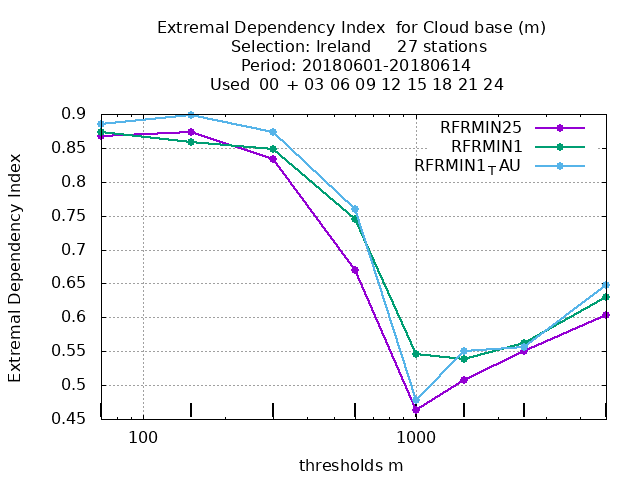 Extremal Dependency Index  for Cloud base (m)
Selection: Ireland     27 stations
Period: 20180601-20180614
Used  00 + 03 06 09 12 15 18 21 24
Extremal Dependency Index
0.9
0.85
0.8
0.75
0.7
0.65
0.6
0.55
0.5
0.45
RFRMIN25
RFRMIN1
RFRMIN1TAU
100
1000
thresholds m